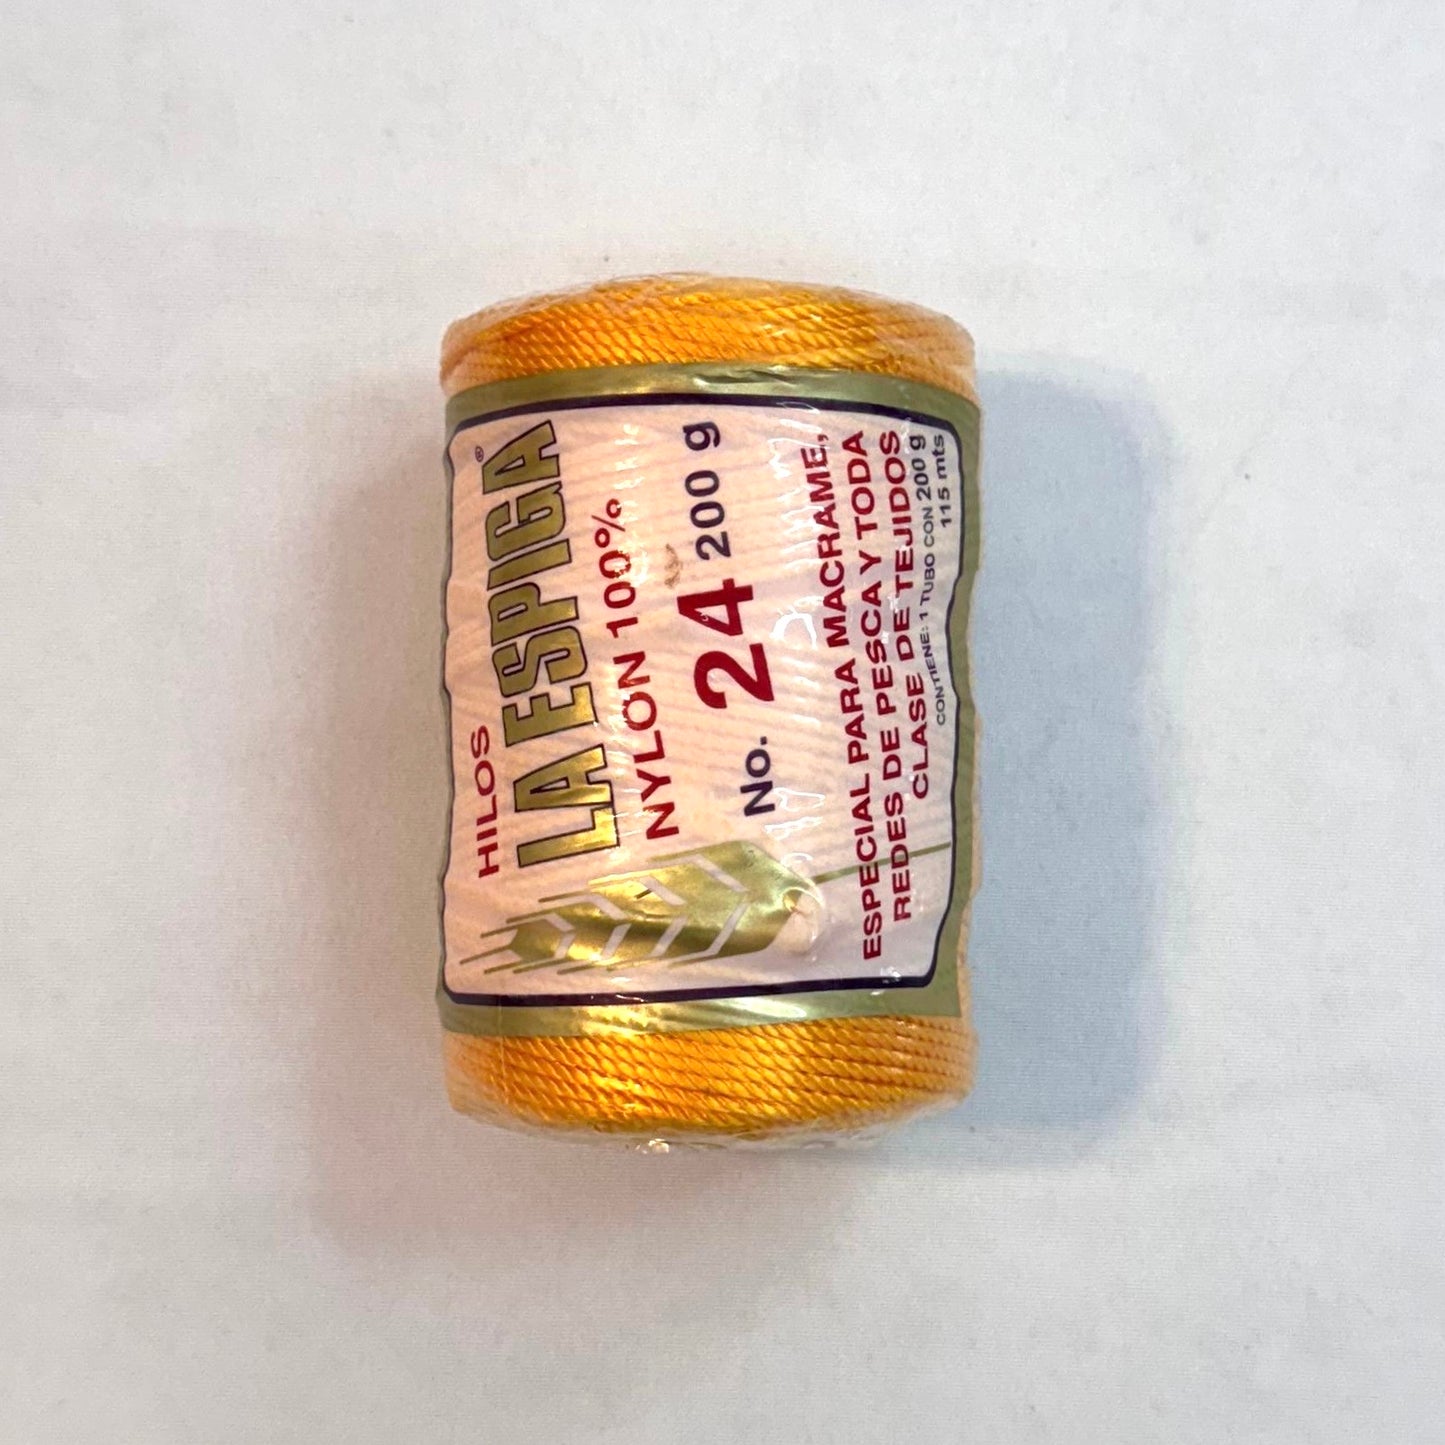 HILOS
LA ESPIGA ®
NYLON 100%
No. 24 200 g
ESPECIAL PARA MACRAME,
REDES DE PESCA Y TODA
CLASE DE TEJIDOS
CONTIENE: 1 TUBO CON 200 g
115 mts